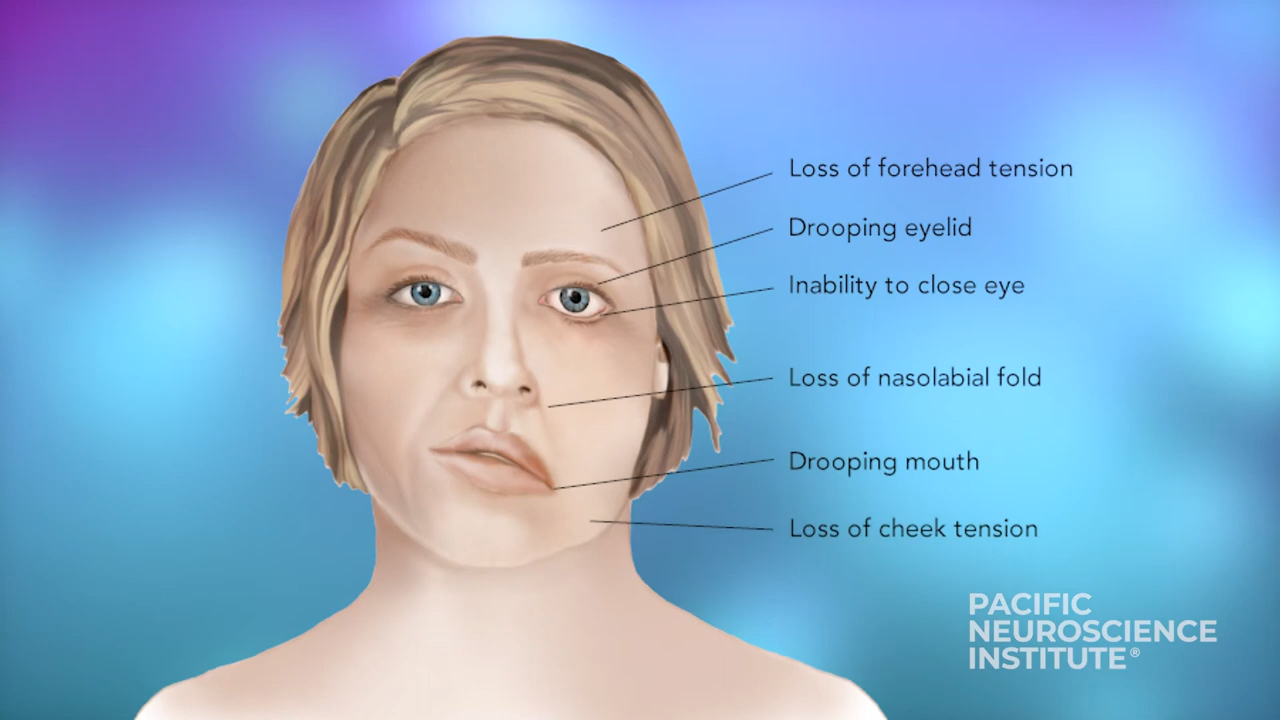 Loss of forehead tension
Drooping eyelid
Inability to close eye
Loss of nasolabial fold
Drooping mouth
Loss of cheek tension
PACIFIC
NEUROSCIENCE
INSTITUTE®